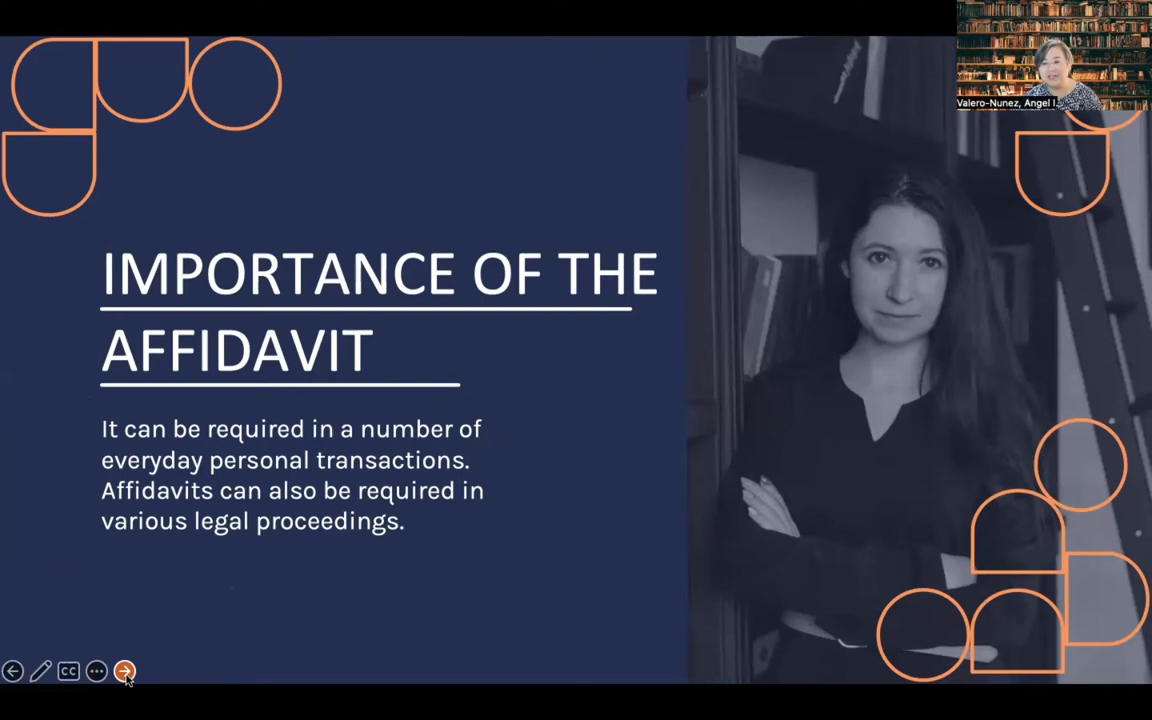 Valero-Nunez, Angel I...
IMPORTANCE OF THE
AFFIDAVIT
It can be required in a number of
everyday personal transactions.
Affidavits can also be required in
various legal proceedings.
CC